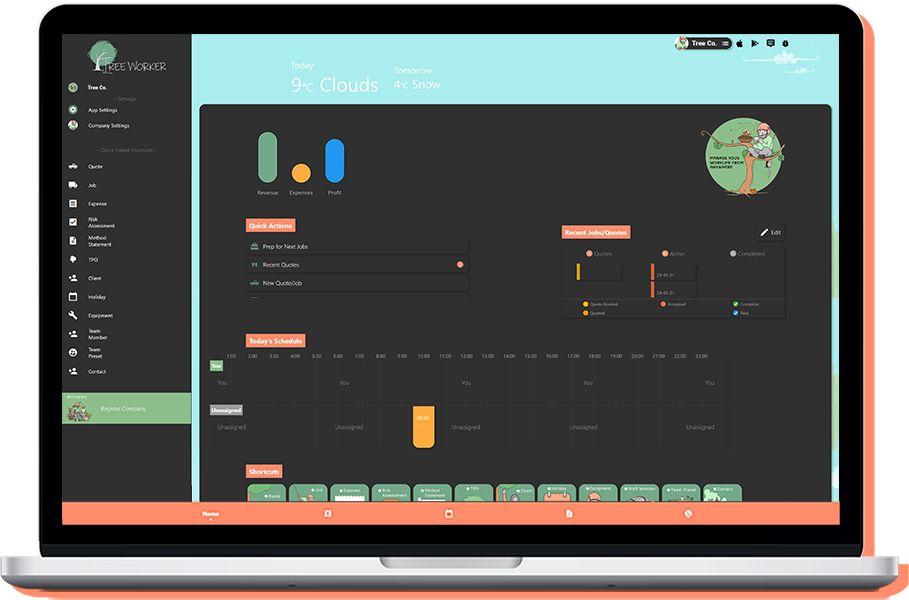 TREE WORKER
Tree Co.
- Settings -
App Settings
Company Settings
- Quick Create Shortcuts -
Quote
Job
Expense
Risk
Assessment
Method
Statement
TPO
Client
Holiday
Equipment
Team
Member
Team
Preset
Contact
Company
Register Company
Today
9°C Clouds
Tomorrow
4°C Snow
Tree Co.
Revenue
Expenses
Profit
MANAGE YOUR
WORKLIFE FROM
ANYWHERE
Quick Actions
Prep for Next Jobs
Recent Quotes
New Quote/Job
Recent Jobs/Quotes
Edit
Quotes
Active
Completed
29-05-21
29-05-21
Quote Booked
Accepted
Complete
Quoted
Paid
Today's Schedule
1:00 2:00 3:00 4:00 5:00 6:00 7:00 8:00 9:00 10:00 11:00 12:00 13:00 14:00 15:00 16:00 17:00 18:00 19:00 20:00 21:00 22:00 23:00
You
You You You You You
Unassigned
Unassigned Unassigned Unassigned Unassigned Unassigned
Shortcuts
Quote
Job
Expense
Risk
Assessment
Method
Statement
TPO
Client
Holiday
Equipment
Staff Member
Team Preset
Contact
Home